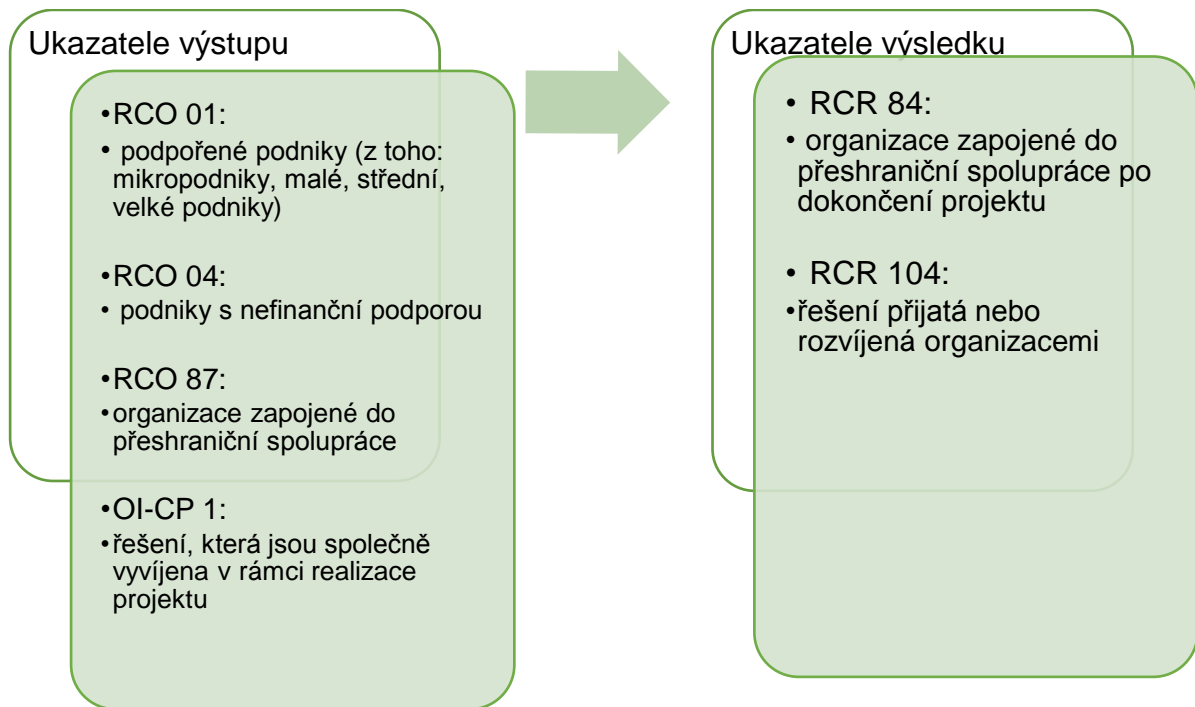 Ukazatele výstupu
•RCO 01:
• podpořené podniky (z toho:
mikropodniky, malé, střední,
velké podniky)
•RCO 04:
• podniky s nefinanční podporou
•RCO 87:
•organizace zapojené do
přeshraniční spolupráce
•OI-CP 1:
•řešení, která jsou společně
vyvíjena v rámci realizace
projektu
Ukazatele výsledku
• RCR 84:
• organizace zapojené do
přeshraniční spolupráce po
dokončení projektu
• RCR 104:
•řešení přijatá nebo
rozvíjená organizacemi